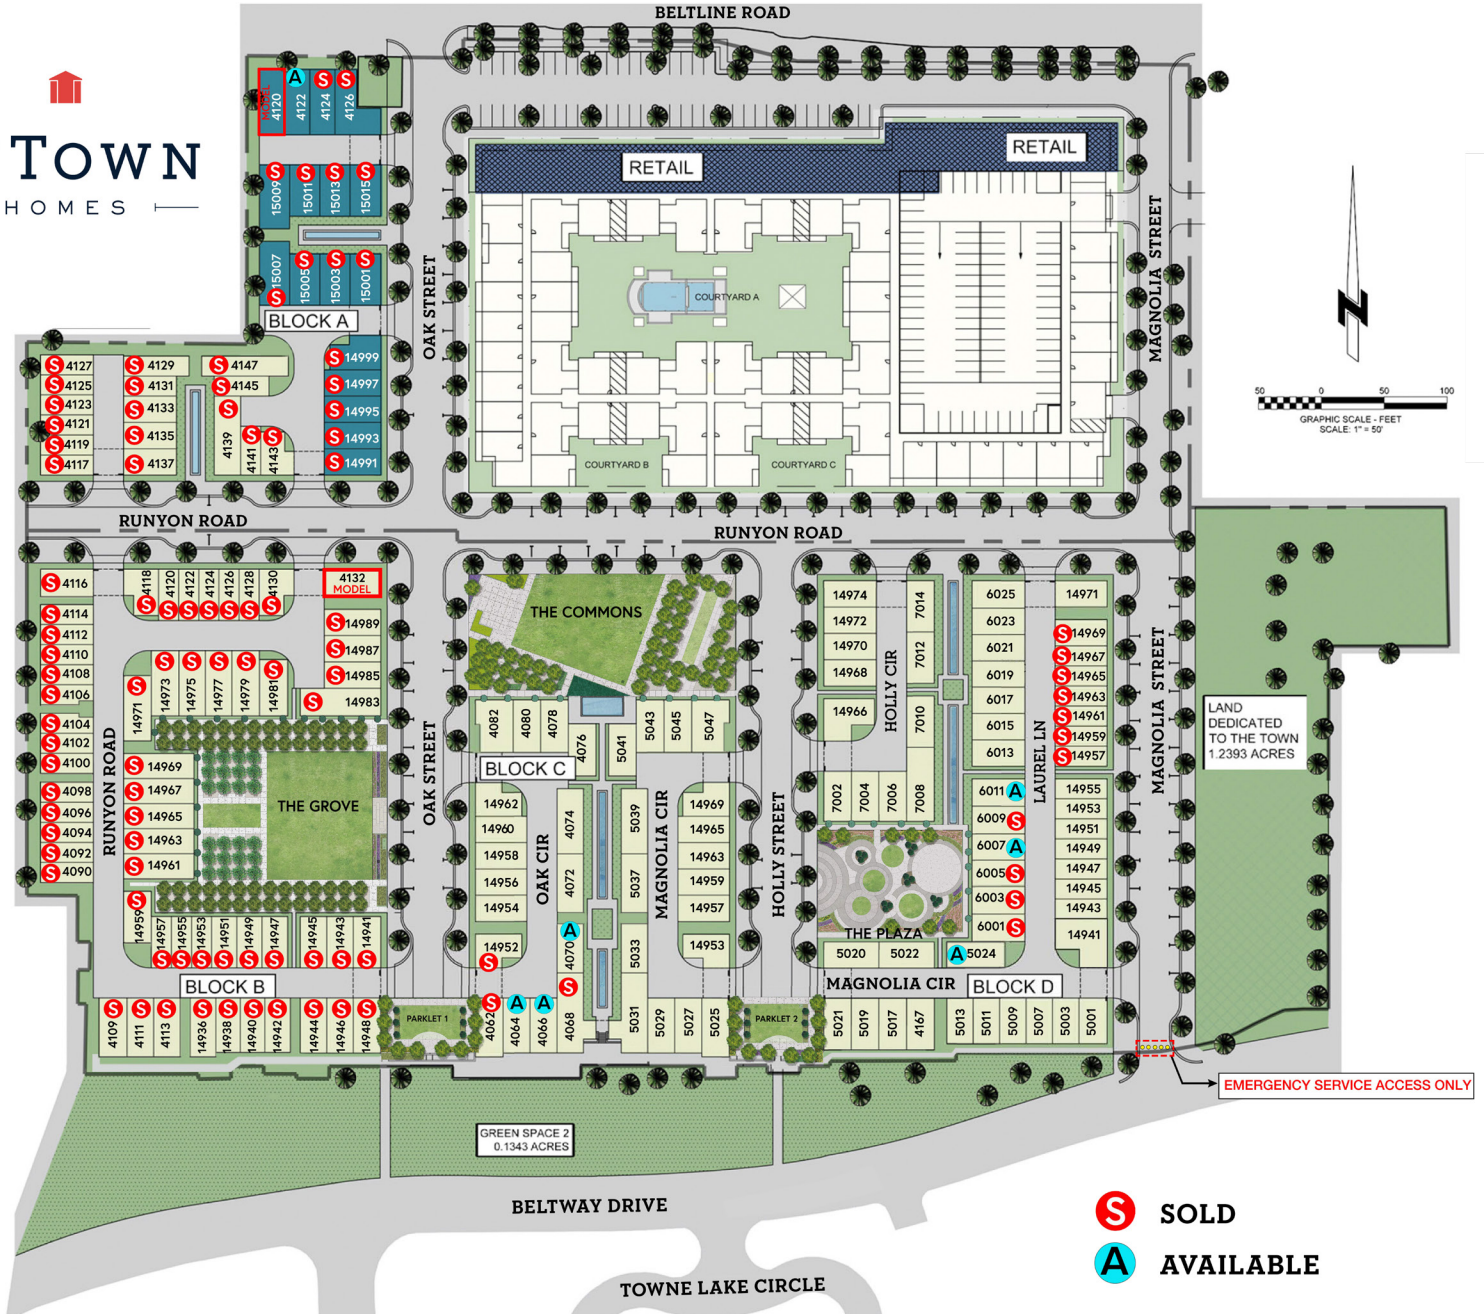 BELTLINE ROAD
TOWN
HOMES
MODEL
4120
A
4122
S
4124
S
4126
S
15009
S
15011
S
15013
S
15015
15007
S
S
15005
S
15003
S
15001
BLOCK A
RETAIL
RETAIL
COURTYARD A
COURTYARD B
COURTYARD C
OAK STREET
MAGNOLIA STREET
N
50 0 50 100
GRAPHIC SCALE - FEET
SCALE: 1" = 50'
S 4127
S 4125
S 4123
S 4121
S 4119
S 4117
S 4129
S 4131
S 4133
S 4135
S 4137
S 4147
S 4145
S
4139
S
4141
S
4143
S 14999
S 14997
S 14995
S 14993
S 14991
RUNYON ROAD
RUNYON ROAD
S 4116
S 4114
S 4112
S 4110
S 4108
S 4106
S 4104
S 4102
S 4100
S 4098
S 4096
S 4094
S 4092
S 4090
4118
S
4120
S
4122
S
4124
S
4126
S
4128
S
4130
S
4132
MODEL
S 14989
S 14987
S 14985
S 14983
S
14971
S
14973
S
14975
S
14977
S
14979
S
14981
RUNYON ROAD
S 14969
S 14967
S 14965
S 14963
S 14961
THE GROVE
S
14959
14957
S
14955
S
14953
S
14951
S
14949
S
14947
S
14945
S
14943
S
14941
S
BLOCK B
S
4109
S
4111
S
4113
S
14936
S
14938
S
14940
S
14942
S
14944
S
14946
S
14948
OAK STREET
THE COMMONS
4082
4080
4078
4076
5041
5043
5045
5047
BLOCK C
14962
14960
14958
14956
14954
14952
S
OAK CIR
4074
4072
A
4070
S
4068
S
4062
A
4064
A
4066
5039
5037
5033
5031
5029
5027
5025
MAGNOLIA CIR
14969
14965
14963
14959
14957
14953
PARKLET 1
PARKLET 2
HOLLY STREET
14974
14972
14970
14968
14966
HOLLY CIR
7014
7012
7010
7008
7006
7004
7002
6025
6023
6021
6019
6017
6015
6013
6011 A
6009 S
6007 A
6005 S
6003 S
6001 S
LAUREL LN
14971
S 14969
S 14967
S 14965
S 14963
S 14961
S 14959
S 14957
14955
14953
14951
14949
14947
14945
14943
14941
MAGNOLIA STREET
THE PLAZA
5020
5022
A 5024
MAGNOLIA CIR
BLOCK D
5021
5019
5017
4167
5013
5011
5009
5007
5003
5001
LAND
DEDICATED
TO THE TOWN
1.2393 ACRES
EMERGENCY SERVICE ACCESS ONLY
GREEN SPACE 2
0.1343 ACRES
BELTWAY DRIVE
TOWNE LAKE CIRCLE
S SOLD
A AVAILABLE